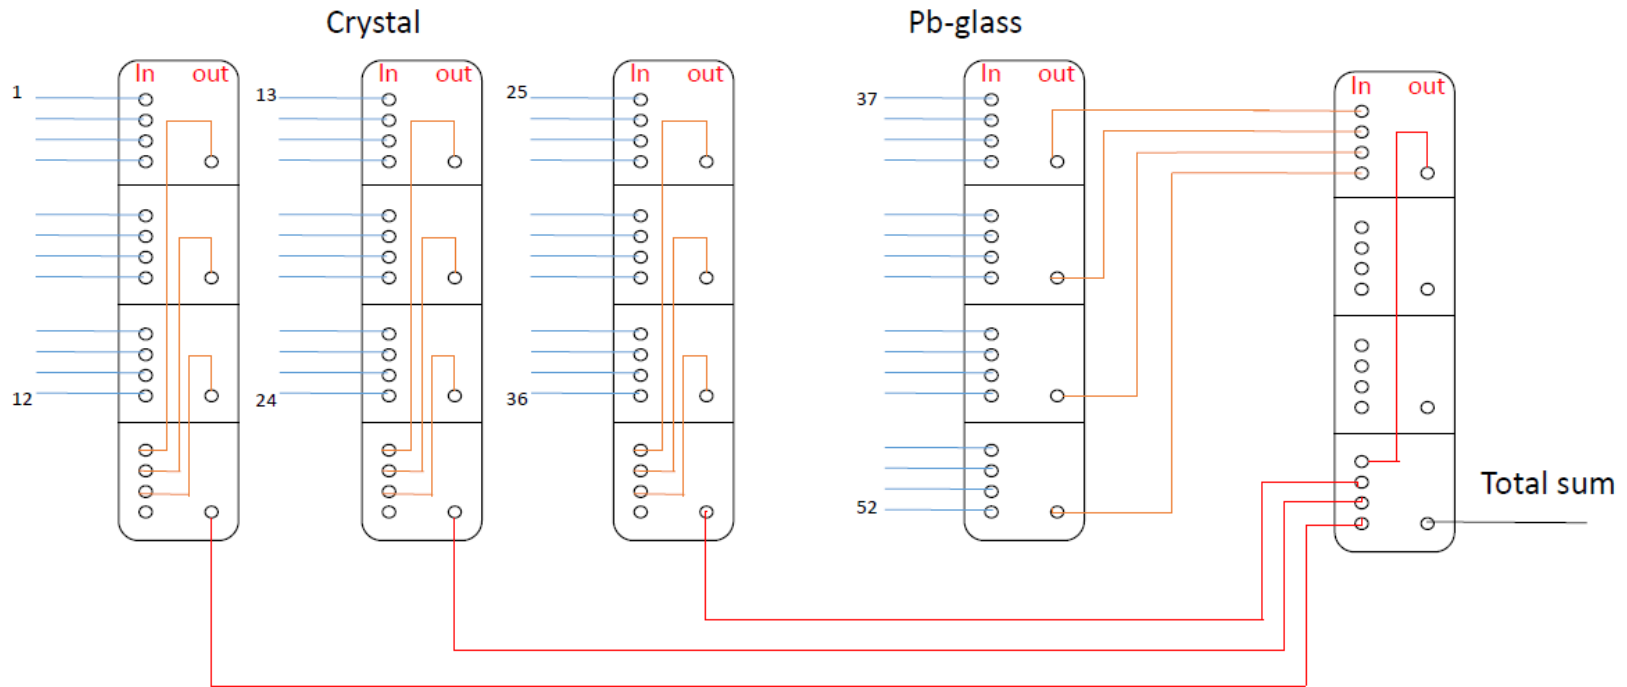 Crystal
Pb-glass
In out
In out
In out
In out
In out
1
13
25
37
12
24
36
52
Total sum